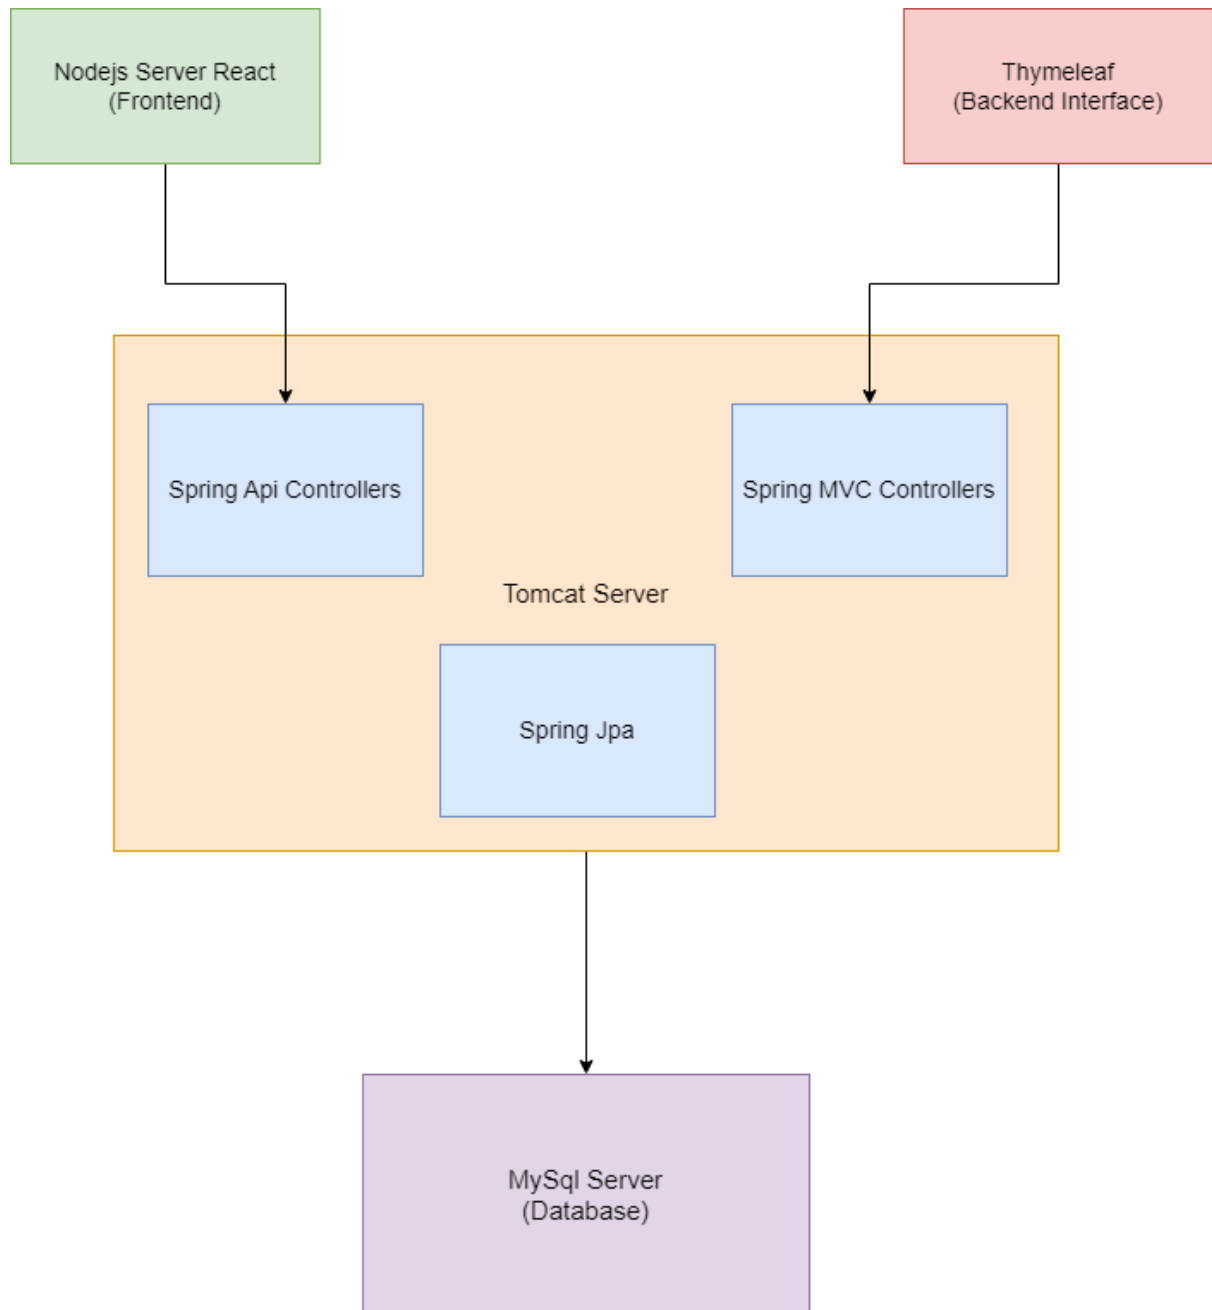 Nodejs Server React
(Frontend)
Thymeleaf
(Backend Interface)
Spring Api Controllers
Spring MVC Controllers
Tomcat Server
Spring Jpa
MySql Server
(Database)